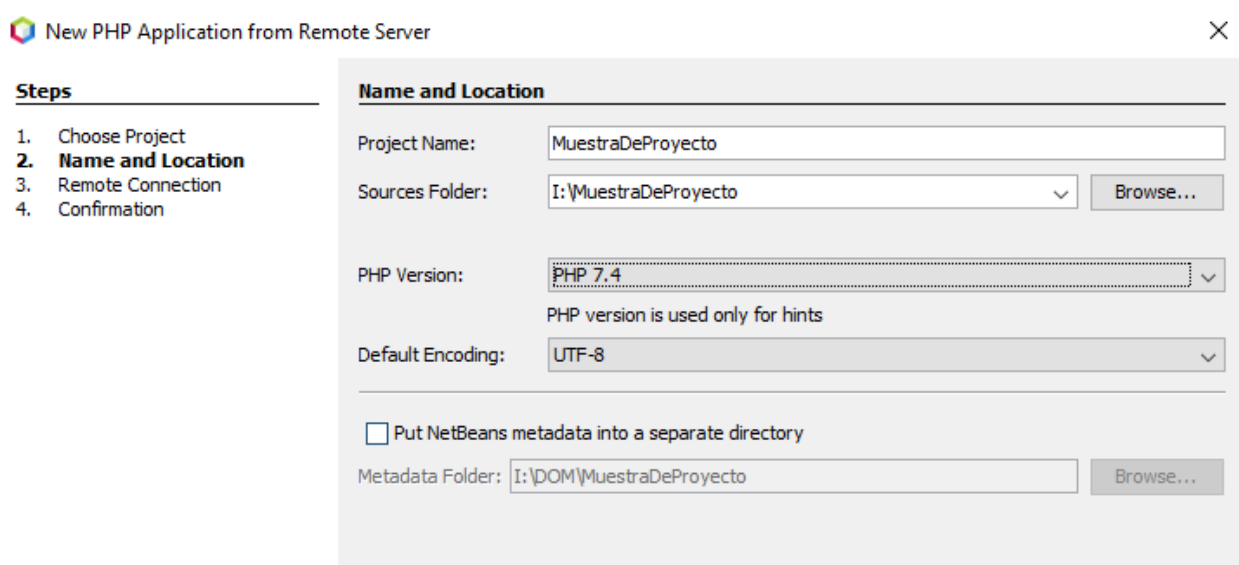 New PHP Application from Remote Server
Steps
1. Choose Project
2. Name and Location
3. Remote Connection
4. Confirmation
Name and Location
Project Name: MuestraDeProyecto
Sources Folder: I:\MuestraDeProyecto Browse...
PHP Version: PHP 7.4
PHP version is used only for hints
Default Encoding: UTF-8
Put NetBeans metadata into a separate directory
Metadata Folder: I:\DOM\MuestraDeProyecto Browse...